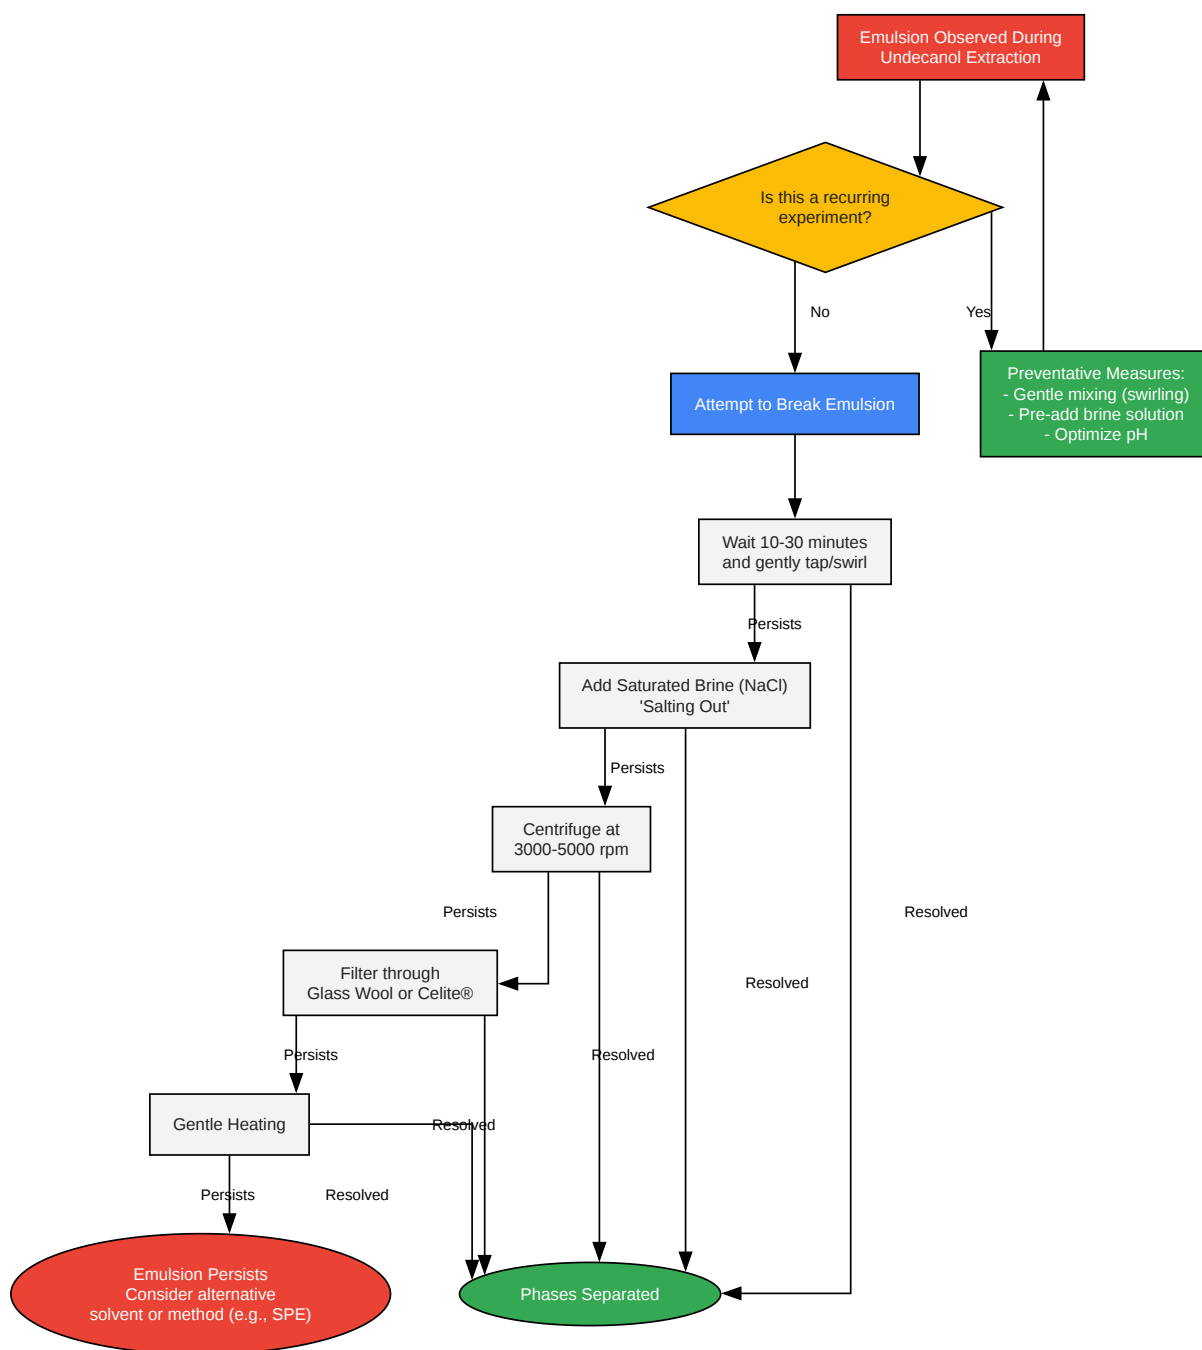 Emulsion Observed During
Undecanol Extraction
Is this a recurring
experiment?
No
Yes
Preventative Measures:
- Gentle mixing (swirling)
- Pre-add brine solution
- Optimize pH
Attempt to Break Emulsion
Wait 10-30 minutes
and gently tap/swirl
Persists
Add Saturated Brine (NaCl)
'Salting Out'
Persists
Centrifuge at
3000-5000 rpm
Persists
Resolved
Filter through
Glass Wool or Celite®
Resolved
Persists
Resolved
Gentle Heating
Resolved
Persists
Resolved
Emulsion Persists
Consider alternative
solvent or method (e.g., SPE)
Phases Separated